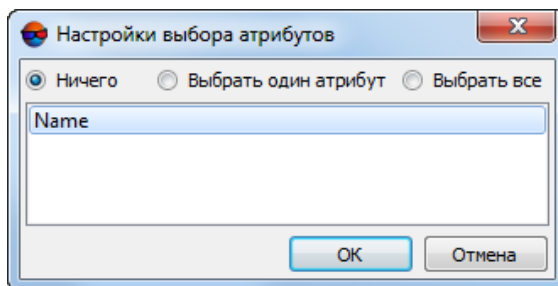 Настройки выбора атрибутов
Ничего Выбрать один атрибут Выбрать все
Name
OK Отмена